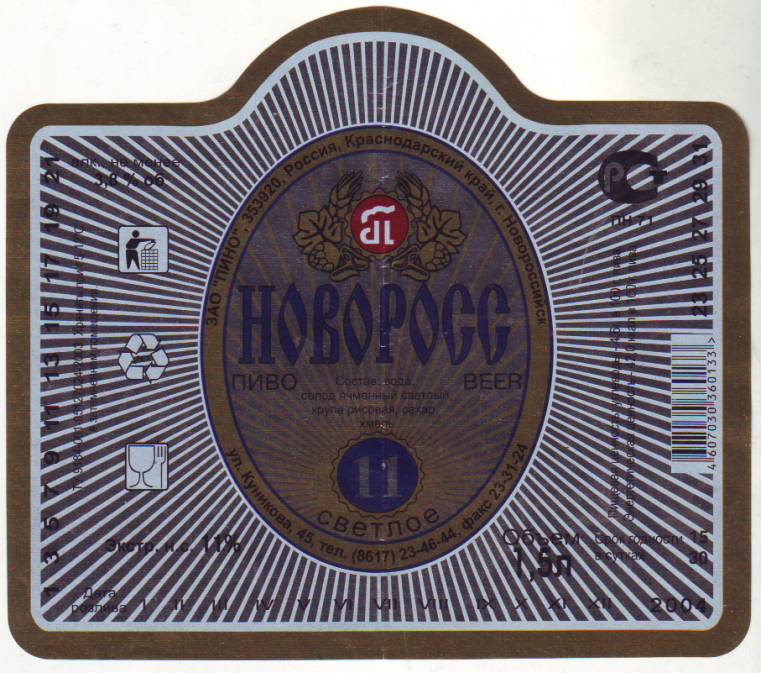 алк. не менее
3,8 % об.
ЗАО "ПИНО", 353920, Россия, Краснодарский край, г. Новороссийск
НОВОРОСС
ПИВО
BEER
Состав: вода,
солод ячменный светлый,
крупа рисовая, сахар,
хмель
11
светлое
ул. Куникова, 45, тел. (8617) 23-46-44, факс 23-31-24
РСТ
Экстр. н.с. 11%
Объем
1,5л
Срок годности
в сутках
15
30
4 607030 360133 >
Дата
розлива
I II III IV V VI VII VIII IX X XI XII
2004
1 3 5 7 9 11 13 15 17 19 21
23 25 27 29 31